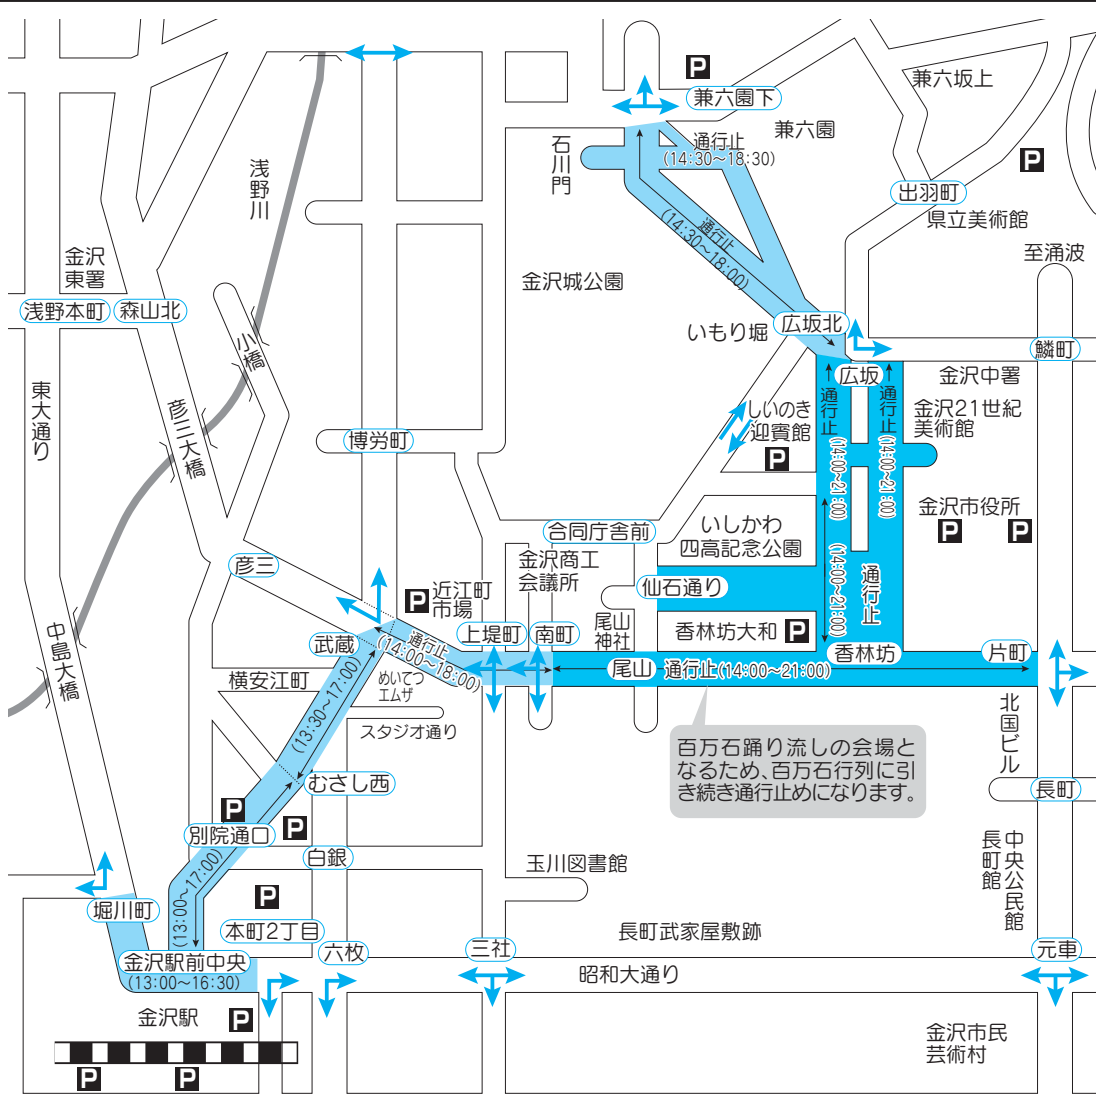 P
兼六園下
兼六坂上
兼六園
石川門
通行止
(14:30〜18:30)
P
浅野川
出羽町
県立美術館
通行止
(14:30〜18:00)
至涌波
金沢
東署
金沢城公園
浅野本町
森山北
広坂北
いもり堀
小橋
鱗町
広坂
金沢中署
東大通り
彦三大橋
しいのき
迎賓館
P
通行止
(14:00〜21:00)
通行止
(14:00〜21:00)
金沢21世紀
美術館
博労町
金沢市役所
P
P
いしかわ
四高記念公園
合同庁舎前
金沢商工
会議所
彦三
P
近江町
市場
仙石通り
(14:00〜21:00)
通行止
中島大橋
武蔵
通行止
(14:00〜18:00)
上堤町
南町
尾山
神社
香林坊大和
P
香林坊
片町
尾山
通行止(14:00〜21:00)
横安江町
(13:30〜17:00)
めいてつ
エムザ
スタジオ通り
北国ビル
百万石踊り流しの会場と
なるため、百万石行列に引
き続き通行止めになります。
むさし西
長町
P
別院通口
P
白銀
玉川図書館
中央公民館
長町館
(13:00〜17:00)
P
堀川町
本町2丁目
長町武家屋敷跡
六枚
三社
元車
金沢駅前中央
(13:00〜16:30)
昭和大通り
金沢駅
P
金沢市民
芸術村
P
P